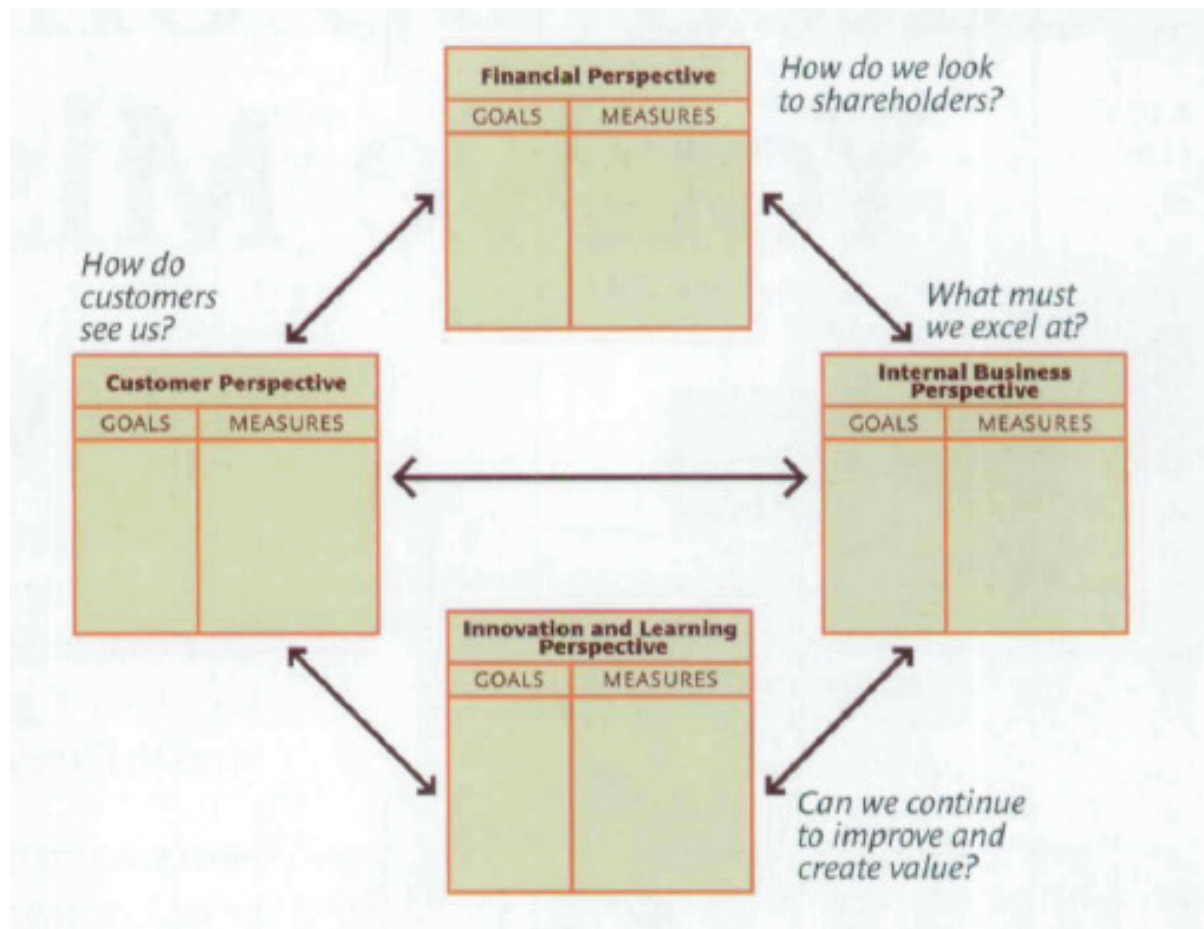 Financial Perspective
GOALS MEASURES
How do we look
to shareholders?
How do
customers
see us?
Customer Perspective
GOALS MEASURES
What must
we excel at?
Internal Business
Perspective
GOALS MEASURES
Innovation and Learning
Perspective
GOALS MEASURES
Can we continue
to improve and
create value?